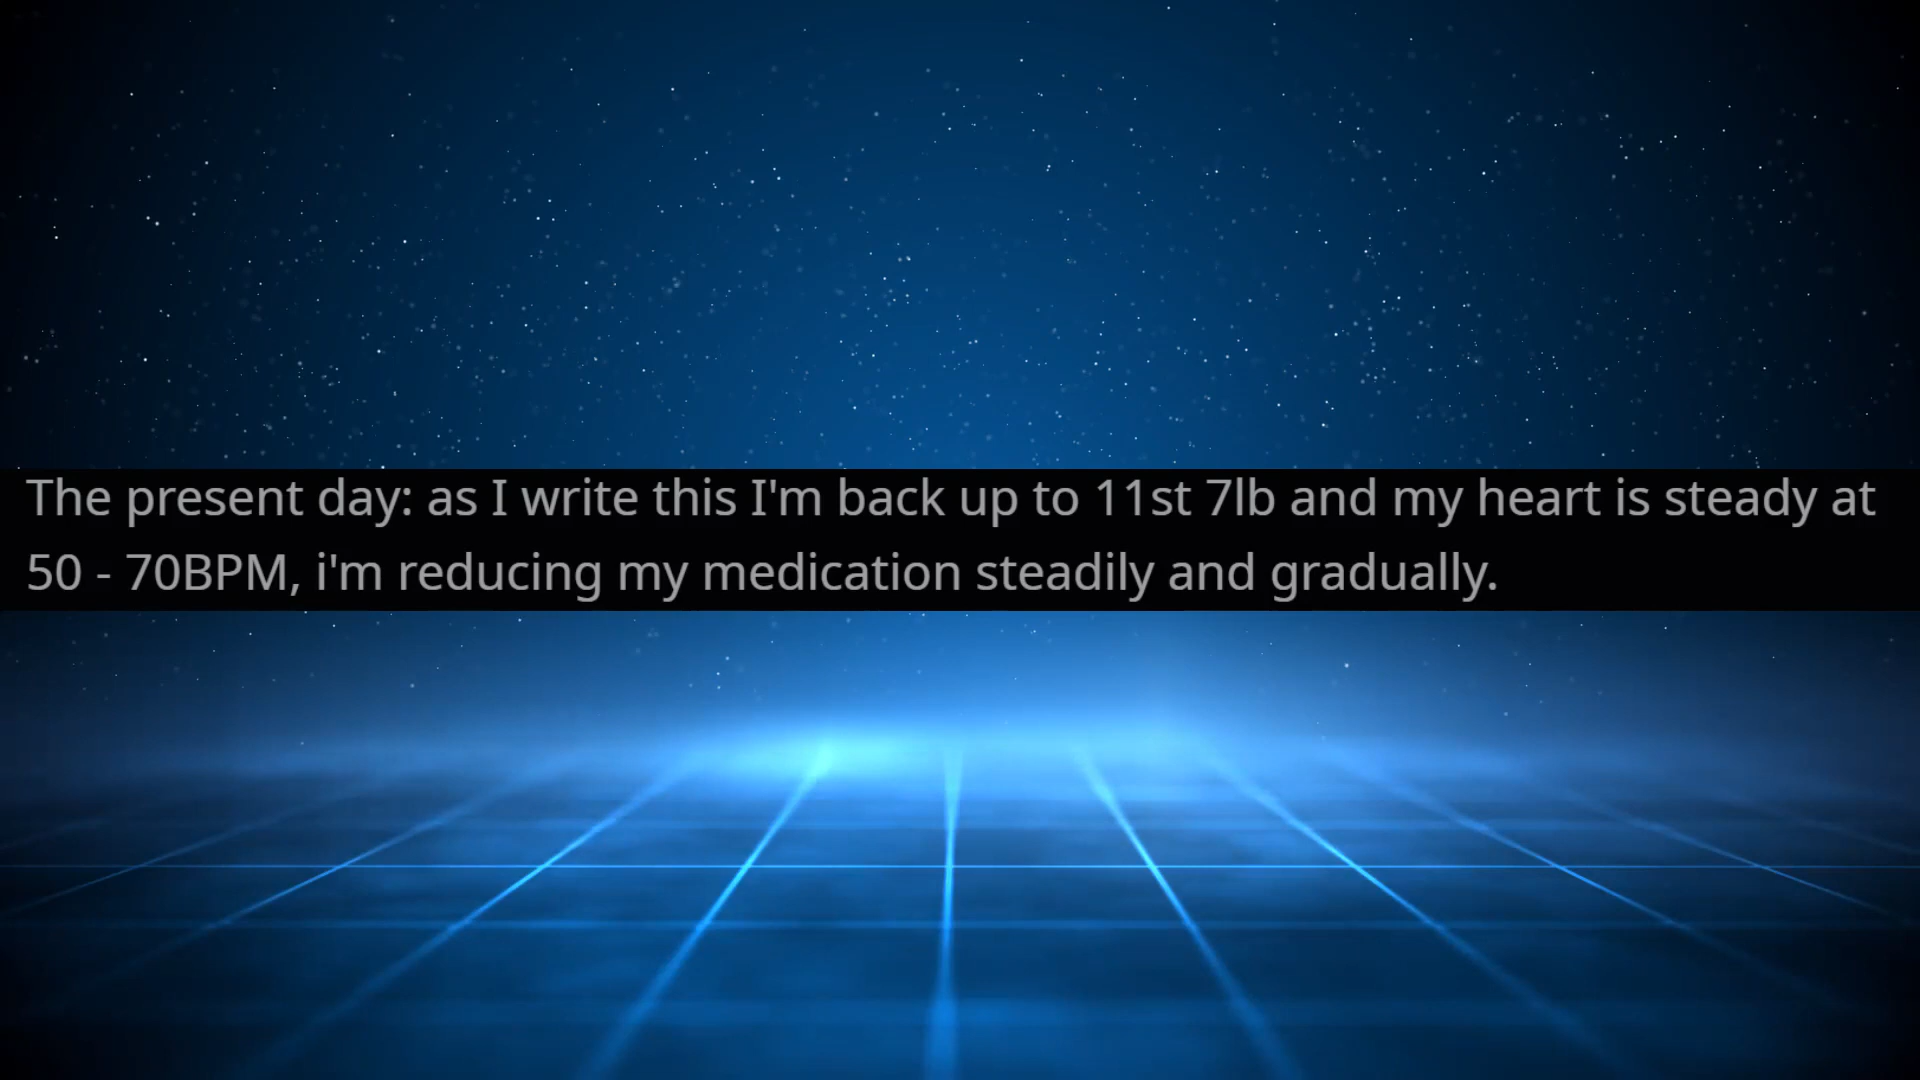 The present day: as I write this I'm back up to 11st 7lb and my heart is steady at
50 - 70BPM, i'm reducing my medication steadily and gradually.